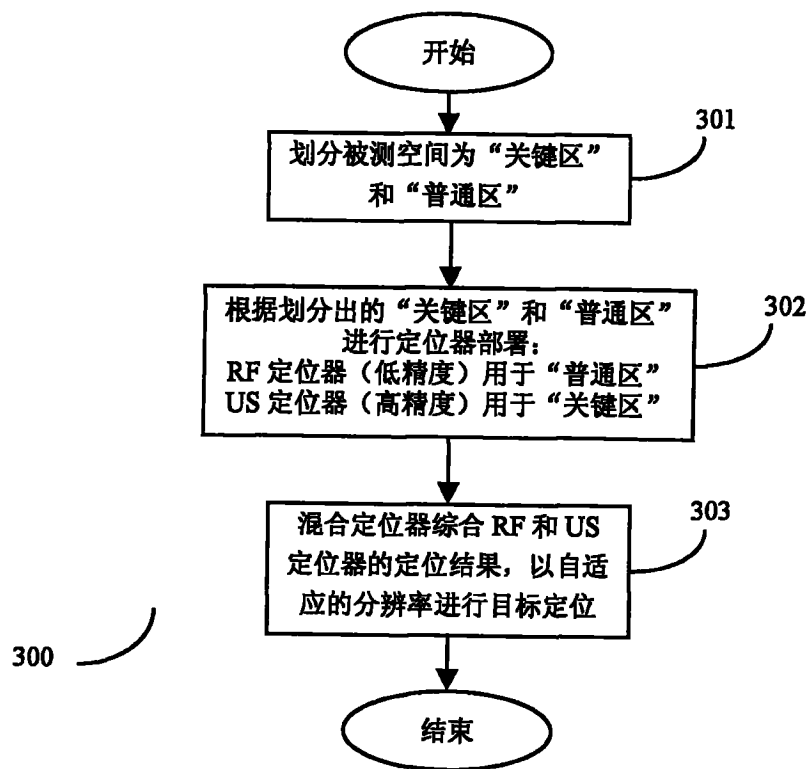 开始
301
划分被测空间为“关键区”
和“普通区”
302
根据划分出的“关键区”和“普通区”
进行定位器部署：
RF 定位器（低精度）用于“普通区”
US 定位器（高精度）用于“关键区”
303
混合定位器综合 RF 和 US
定位器的定位结果，以自适
应的分辨率进行目标定位
300
结束